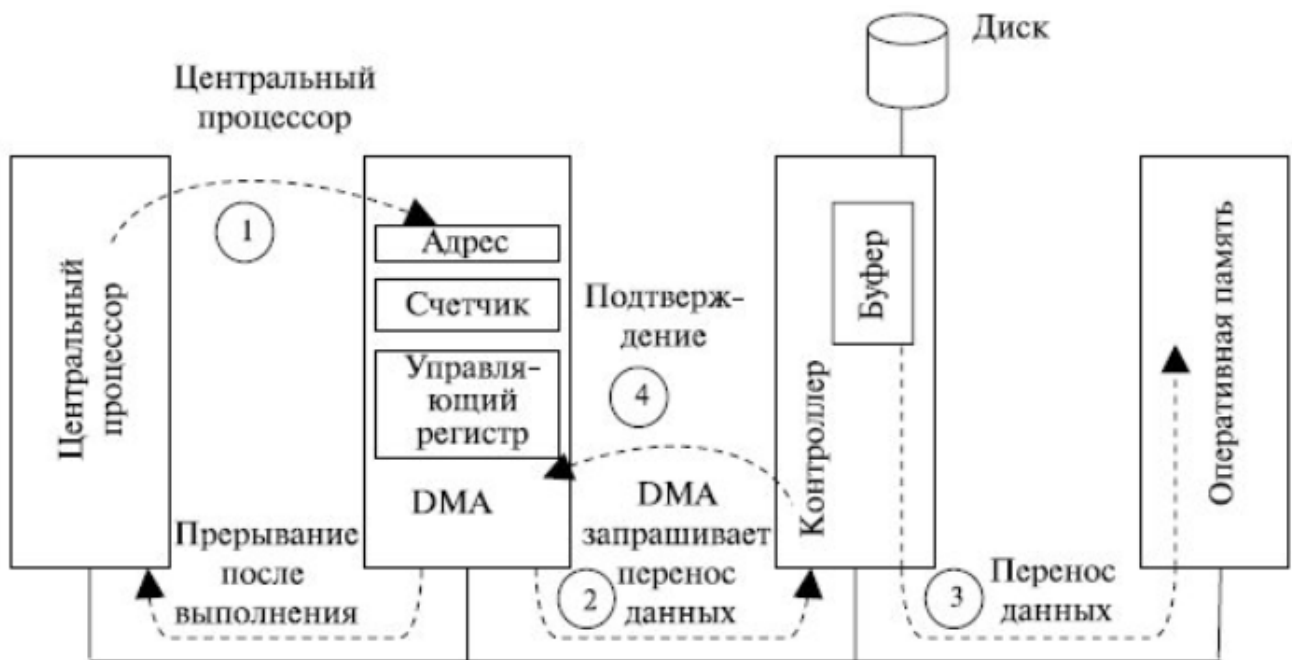 Диск
Центральный
процессор
1
Центральный
процессор
Адрес
Счетчик
Управля-
ющий
регистр
DMA
Подтверж-
дение
4
Буфер
Контроллер
Оперативная память
Прерывание
после
выполнения
DMA
запрашивает
перенос
данных
2
3
Перенос
данных